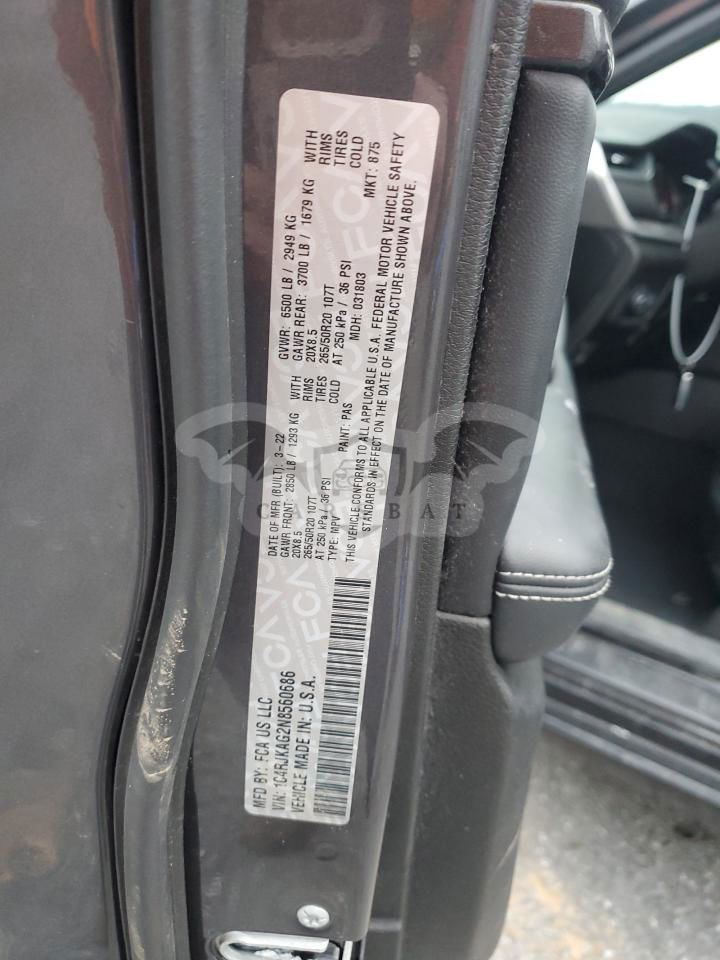 MFD BY: FCA US LLC
VIN: 1C4RJKAG2N8560686
VEHICLE MADE IN: U.S.A.
DATE OF MFR (BUILT): 3-22
GAWR FRONT: 2850 LB / 1293 KG WITH
20X8.5 RIMS
265/50R20 107T TIRES
AT 250 kPa / 36 PSI COLD
TYPE: MPV PAINT: PAS
GVWR: 6500 LB / 2949 KG
GAWR REAR: 3700 LB / 1679 KG WITH
20X8.5 RIMS
265/50R20 107T TIRES
AT 250 kPa / 36 PSI COLD
MDH: 031803 MKT: 875
THIS VEHICLE CONFORMS TO ALL APPLICABLE U.S.A. FEDERAL MOTOR VEHICLE SAFETY
STANDARDS IN EFFECT ON THE DATE OF MANUFACTURE SHOWN ABOVE.